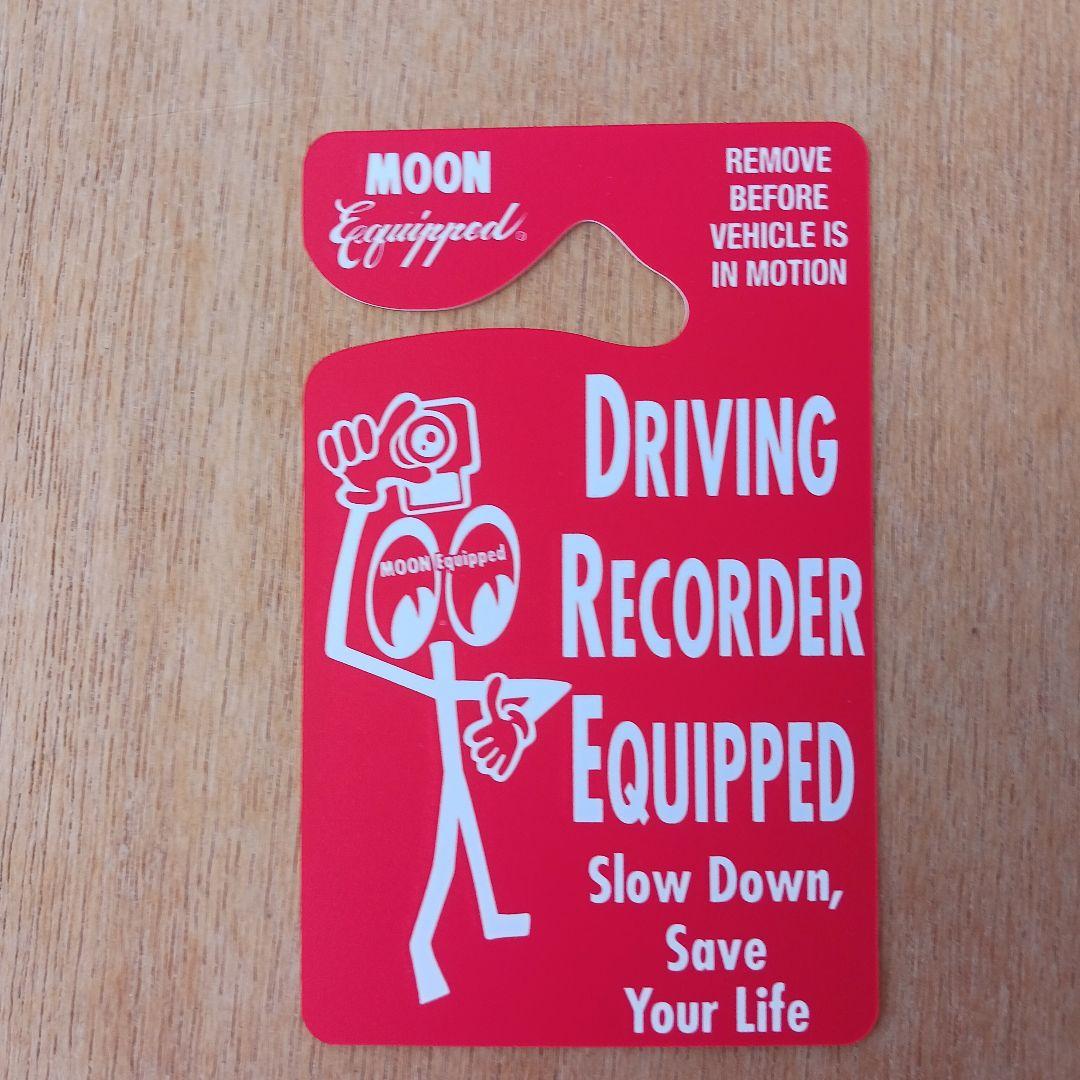 MOON
Equipped®
REMOVE
BEFORE
VEHICLE IS
IN MOTION
DRIVING
RECORDER
EQUIPPED
MOON Equipped
Slow Down,
Save
Your Life